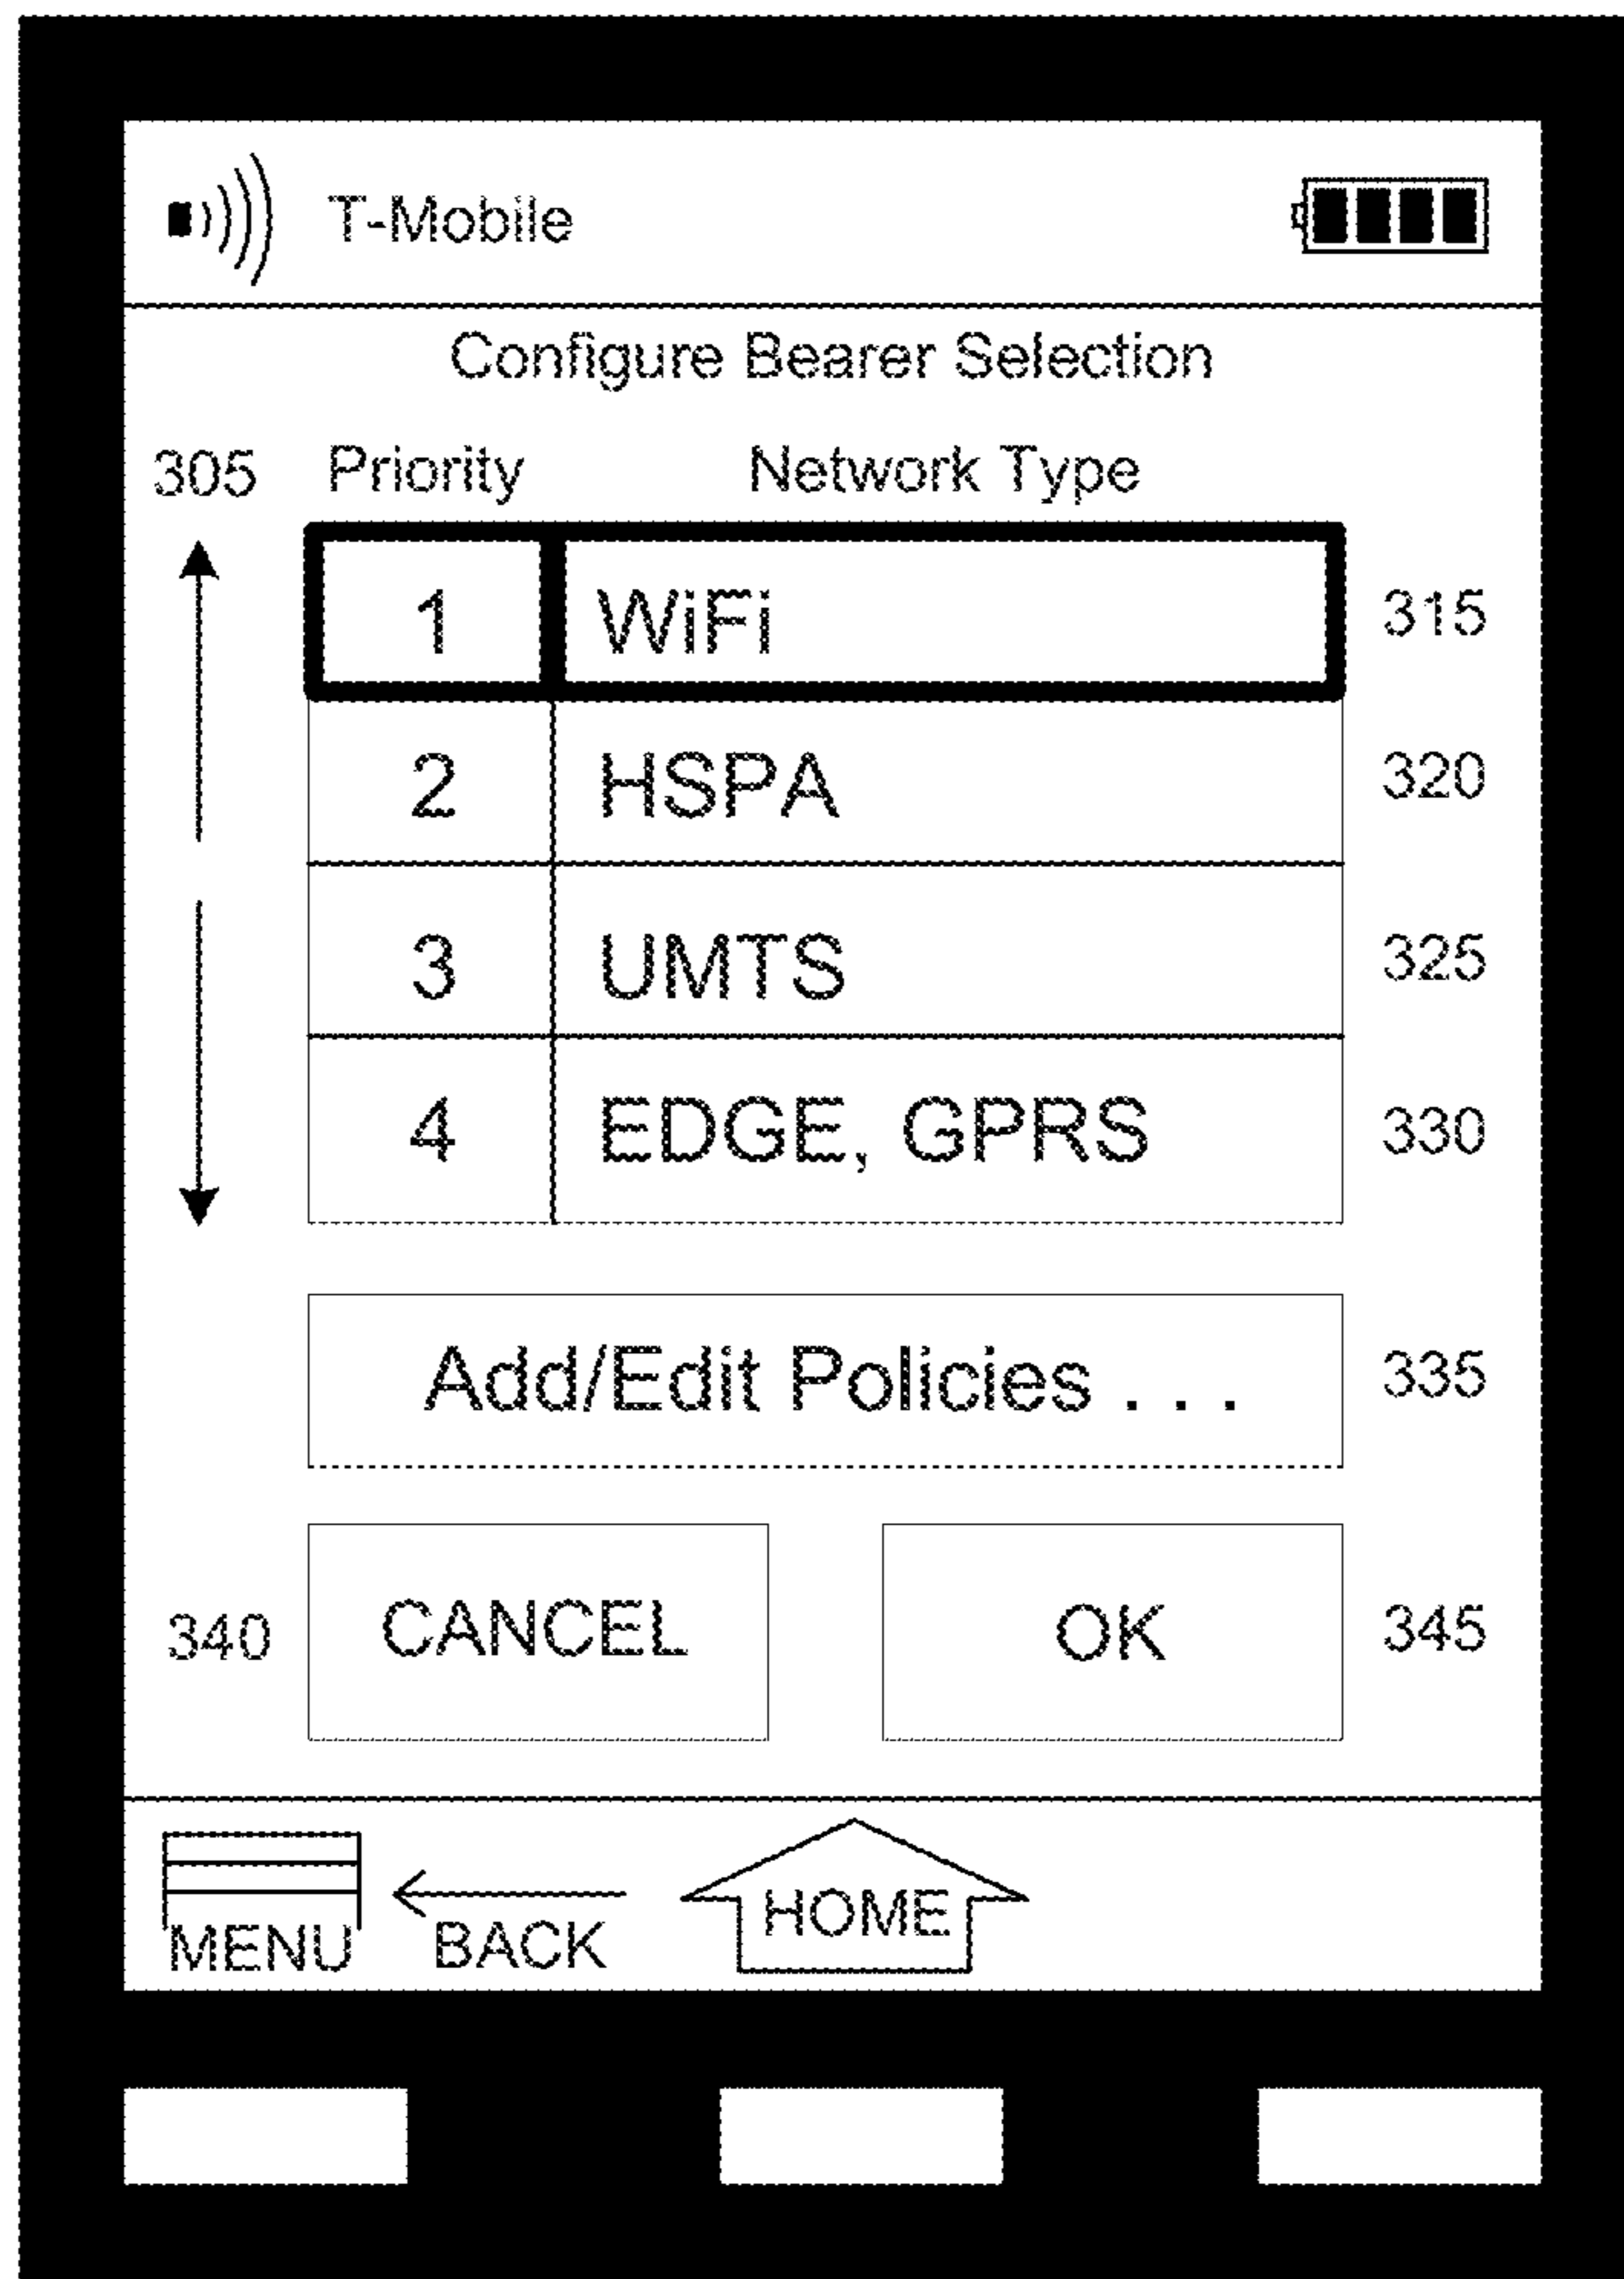 T-Mobile
Configure Bearer Selection
305 Priority Network Type
1 WiFi 315
2 HSPA 320
3 UMTS 325
4 EDGE, GPRS 330
Add/Edit Policies . . . 335
340 CANCEL OK 345
MENU BACK HOME